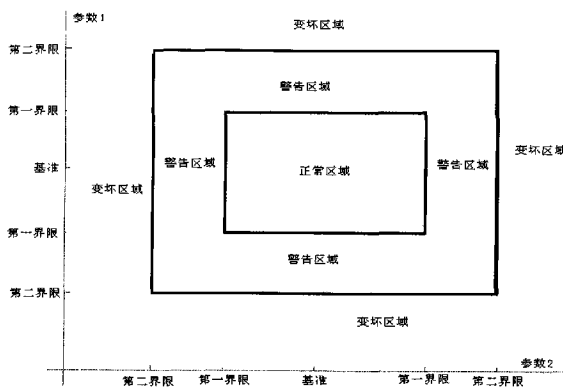 参数1
变坏区域
第二界限
警告区域
第一界限
变坏区域
基准
警告区域
正常区域
警告区域
变坏区域
第一界限
警告区域
第二界限
变坏区域
参数2
第二界限
第一界限
基准
第一界限
第二界限